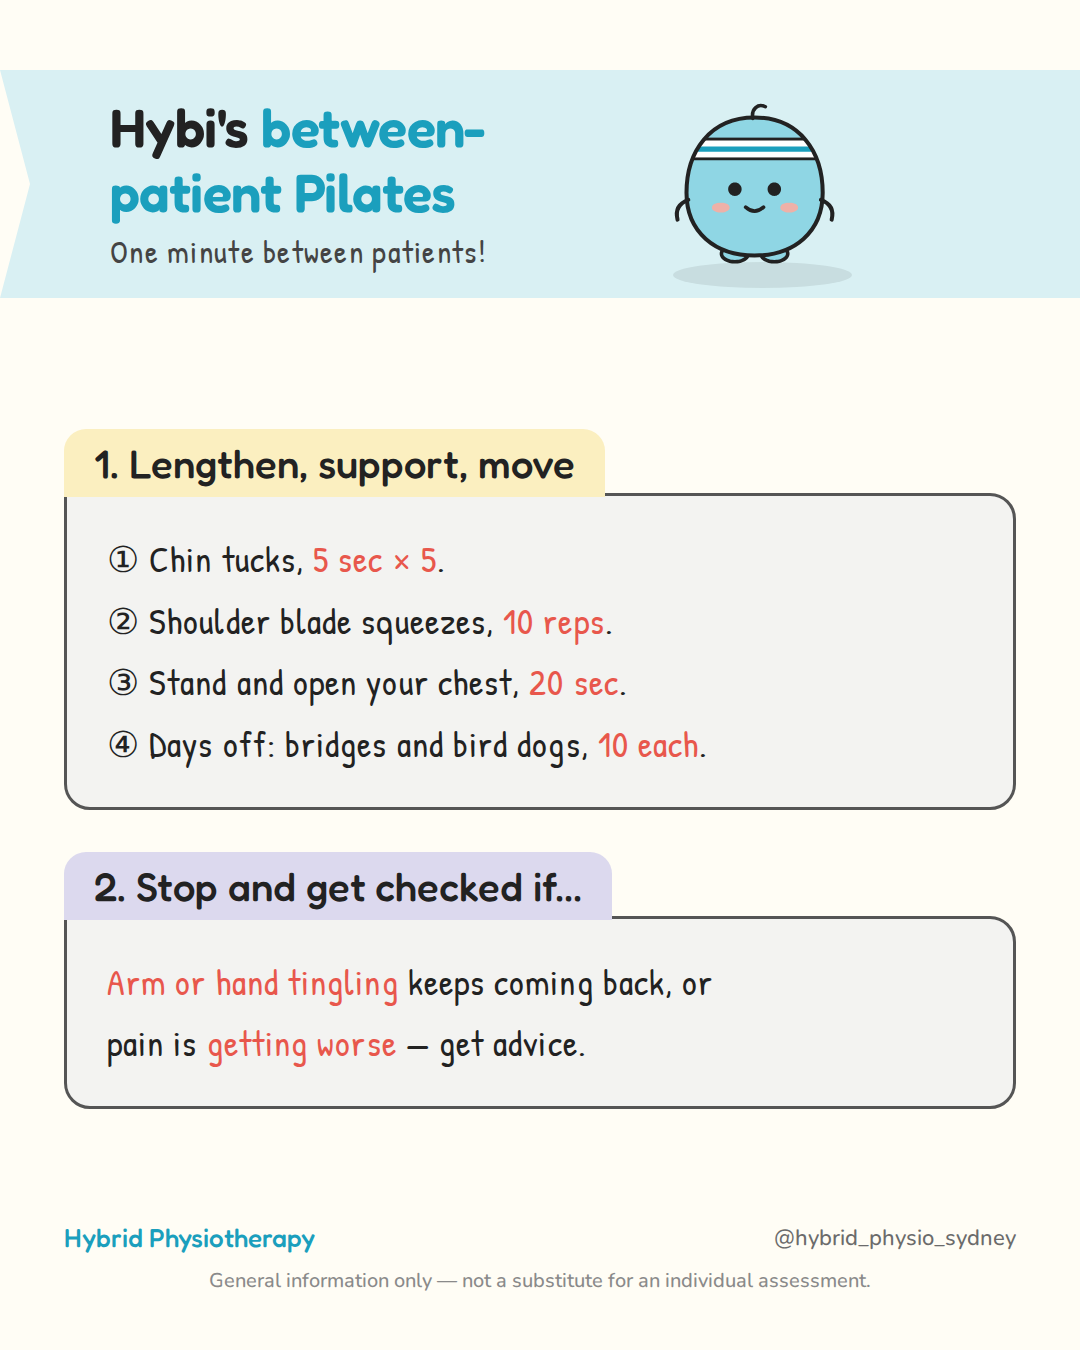 Hybi's between-
patient Pilates
One minute between patients!
1. Lengthen, support, move
① Chin tucks, 5 sec × 5.
② Shoulder blade squeezes, 10 reps.
③ Stand and open your chest, 20 sec.
④ Days off: bridges and bird dogs, 10 each.
2. Stop and get checked if...
Arm or hand tingling keeps coming back, or
pain is getting worse — get advice.
Hybrid Physiotherapy
@hybrid_physio_sydney
General information only — not a substitute for an individual assessment.